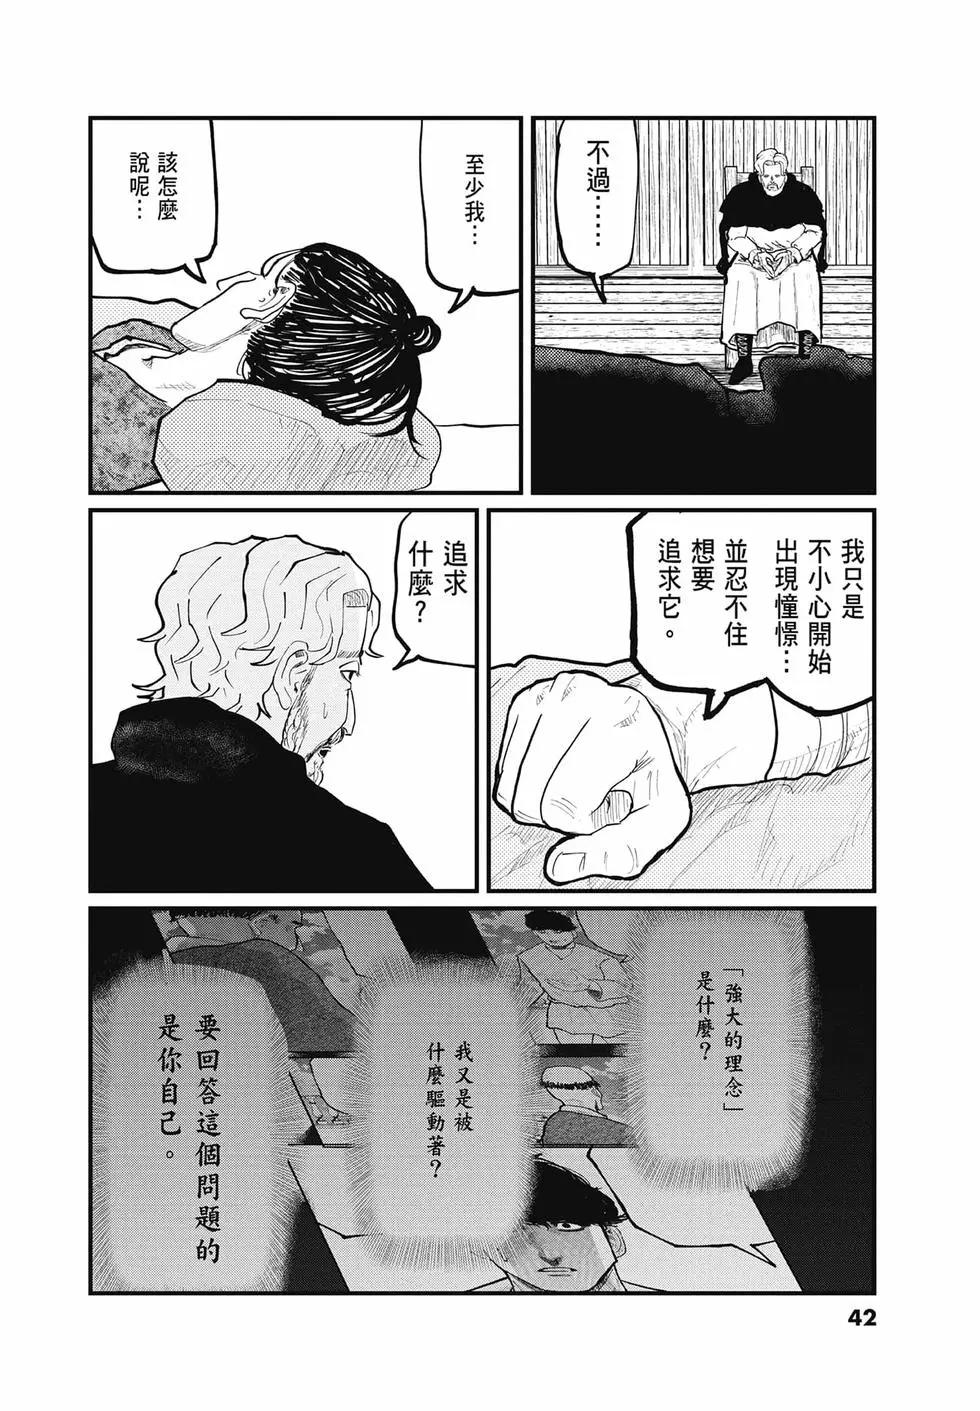 不過……
至少我…
該怎麼
說呢…
我只是
不小心開始
出現憧憬…
並忍不住
想要
追求它。
追求
什麼？
「強大的理念」
是什麼？
我又是被
什麼驅動著？
要回答這個問題的
是你自己。
42